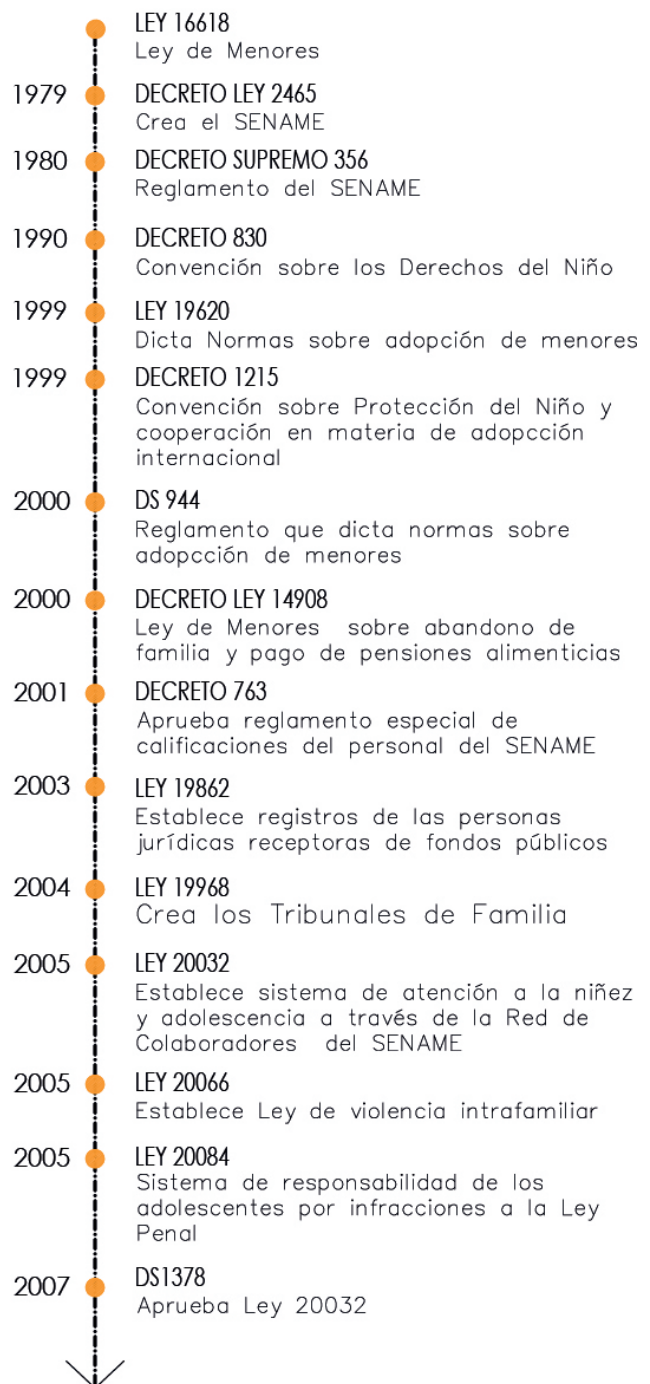 LEY 16618
Ley de Menores
1979
DECRETO LEY 2465
Crea el SENAME
1980
DECRETO SUPREMO 356
Reglamento del SENAME
1990
DECRETO 830
Convención sobre los Derechos del Niño
1999
LEY 19620
Dicta Normas sobre adopción de menores
1999
DECRETO 1215
Convención sobre Protección del Niño y
cooperación en materia de adopcción
internacional
2000
DS 944
Reglamento que dicta normas sobre
adopcción de menores
2000
DECRETO LEY 14908
Ley de Menores sobre abandono de
familia y pago de pensiones alimenticias
2001
DECRETO 763
Aprueba reglamento especial de
calificaciones del personal del SENAME
2003
LEY 19862
Establece registros de las personas
jurídicas receptoras de fondos públicos
2004
LEY 19968
Crea los Tribunales de Familia
2005
LEY 20032
Establece sistema de atención a la niñez
y adolescencia a través de la Red de
Colaboradores del SENAME
2005
LEY 20066
Establece Ley de violencia intrafamiliar
2005
LEY 20084
Sistema de responsabilidad de los
adolescentes por infracciones a la Ley
Penal
2007
DS1378
Aprueba Ley 20032